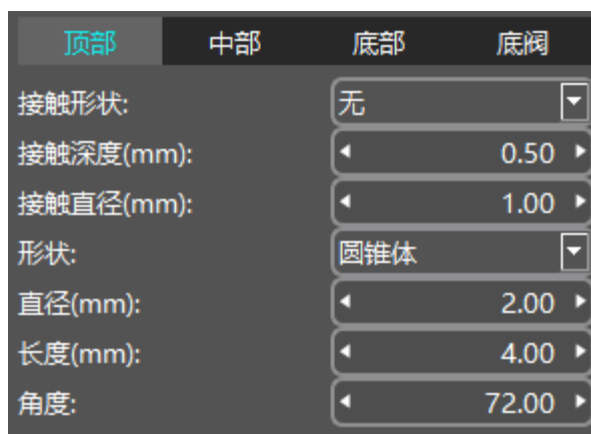 顶部 中部 底部 底阀
接触形状: 无
接触深度(mm): 0.50
接触直径(mm): 1.00
形状: 圆锥体
直径(mm): 2.00
长度(mm): 4.00
角度: 72.00